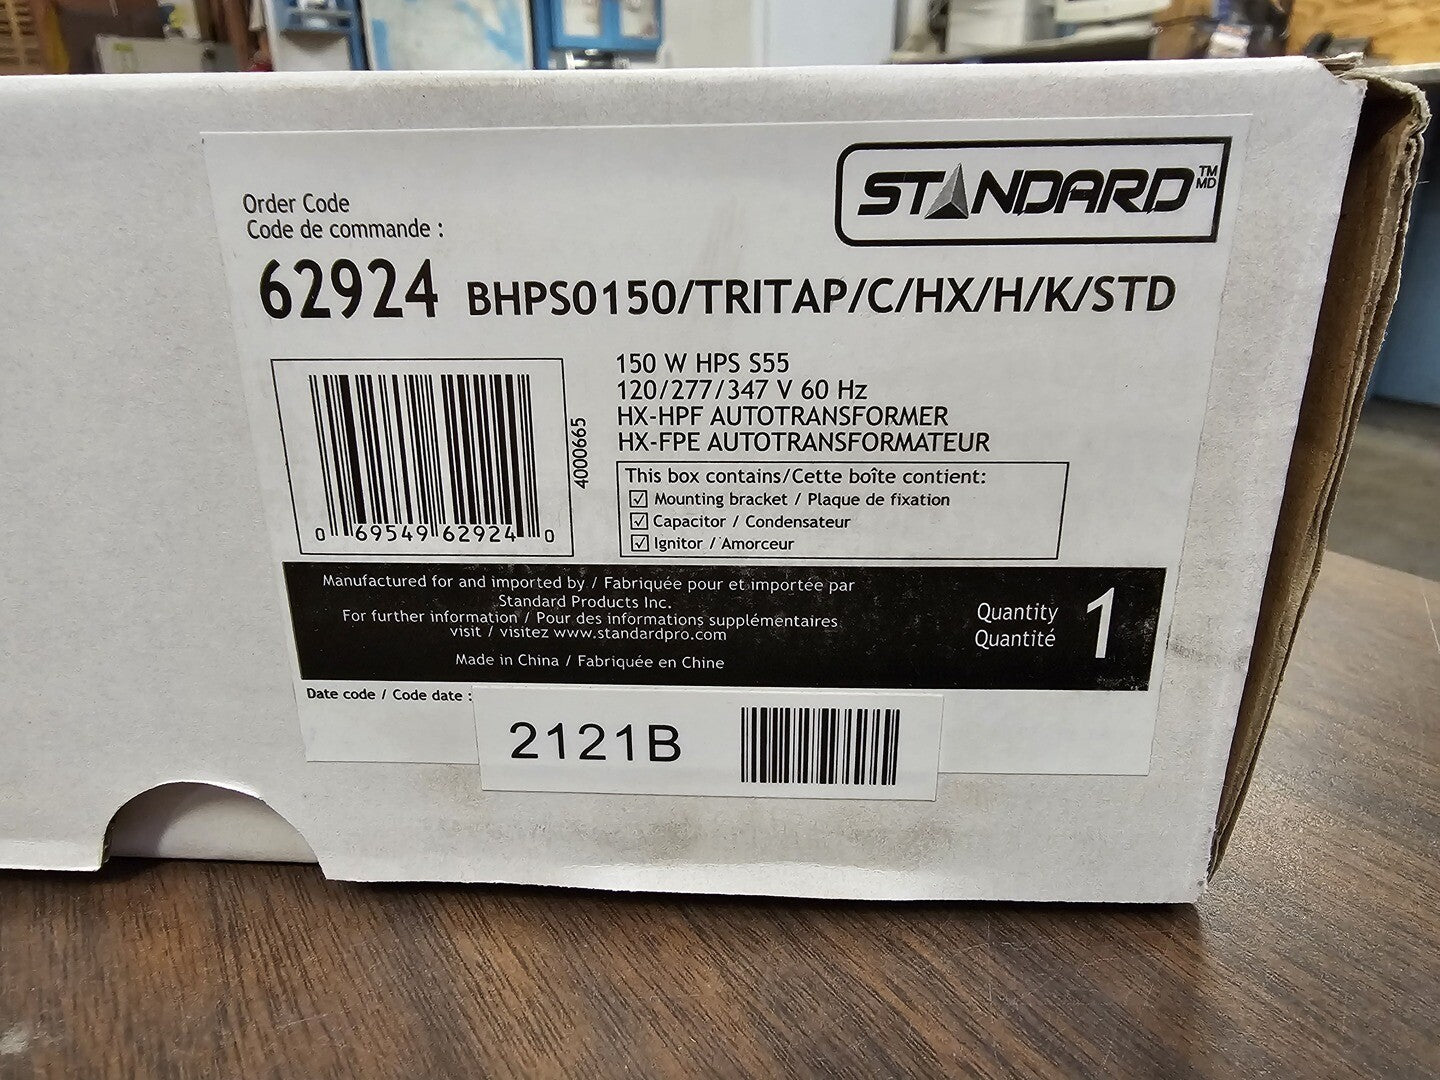 STANDARD TM MD
Order Code
Code de commande :
62924 BHPS0150/TRITAP/C/HX/H/K/STD
150 W HPS S55
120/277/347 V 60 Hz
HX-HPF AUTOTRANSFORMER
HX-FPE AUTOTRANSFORMATEUR
4000665
0 69549 62924 0
This box contains/Cette boîte contient:
☑ Mounting bracket / Plaque de fixation
☑ Capacitor / Condensateur
☑ Ignitor / Amorceur
Manufactured for and imported by / Fabriquée pour et importée par
Standard Products Inc.
For further information / Pour des informations supplémentaires
visit / visitez www.standardpro.com
Made in China / Fabriquée en Chine
Quantity
Quantité
1
Date code / Code date :
2121B